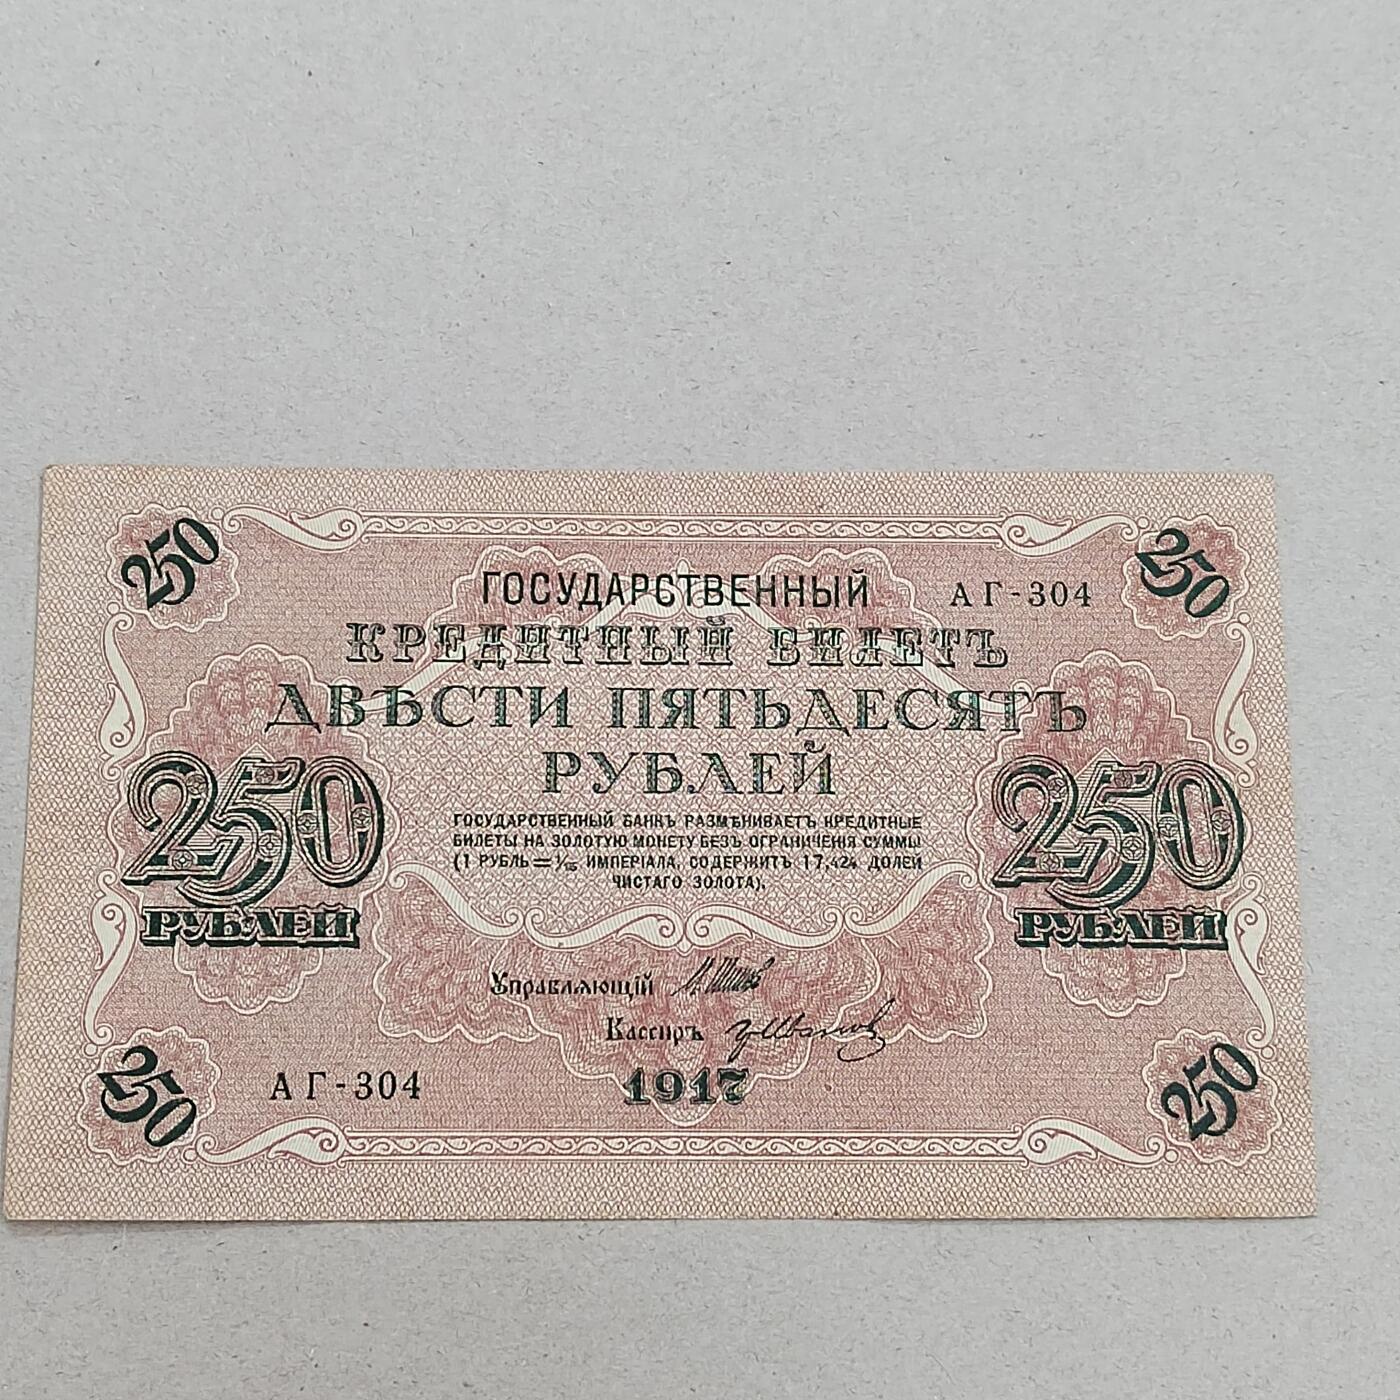 250 250
ГОСУДАРСТВЕННЫЙ АГ-304
КРЕДИТНЫЙ БИЛЕТЪ
ДВѢСТИ ПЯТЬДЕСЯТЪ
РУБЛЕЙ
250 250
РУБЛЕЙ РУБЛЕЙ
ГОСУДАРСТВЕННЫЙ БАНКЪ РАЗМѢНИВАЕТЪ КРЕДИТНЫЕ
БИЛЕТЫ НА ЗОЛОТУЮ МОНЕТУ БЕЗЪ ОГРАНИЧЕНІЯ СУММЫ
(1 РУБЛЬ = 1/15 ИМПЕРІАЛА, СОДЕРЖИТЪ 17,424 ДОЛЕЙ
ЧИСТАГО ЗОЛОТА).
Управляющій И. Шипов
Кассиръ
АГ-304 1917
250 250